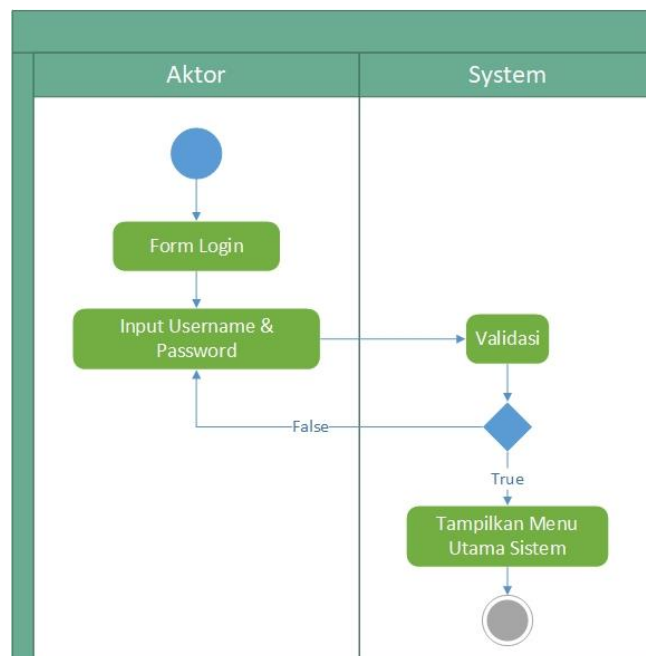 Aktor
System
Form Login
Input Username &
Password
Validasi
False
True
Tampilkan Menu
Utama Sistem